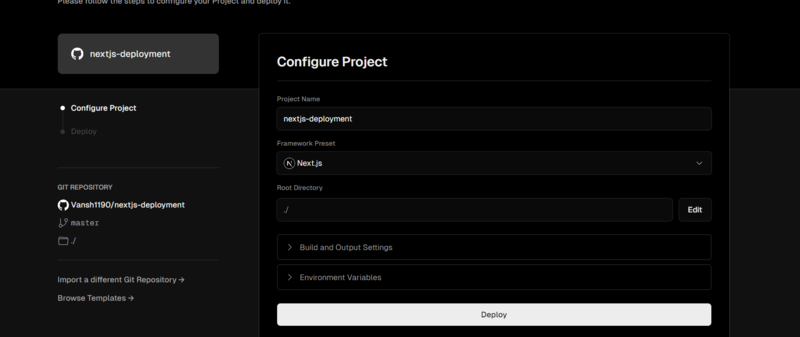 Please follow the steps to configure your Project and deploy it.
nextjs-deployment
Configure Project
Deploy
GIT REPOSITORY
Vansh1190/nextjs-deployment
master
./
Import a different Git Repository →
Browse Templates →
Configure Project
Project Name
nextjs-deployment
Framework Preset
N Next.js
Root Directory
./
Edit
Build and Output Settings
Environment Variables
Deploy